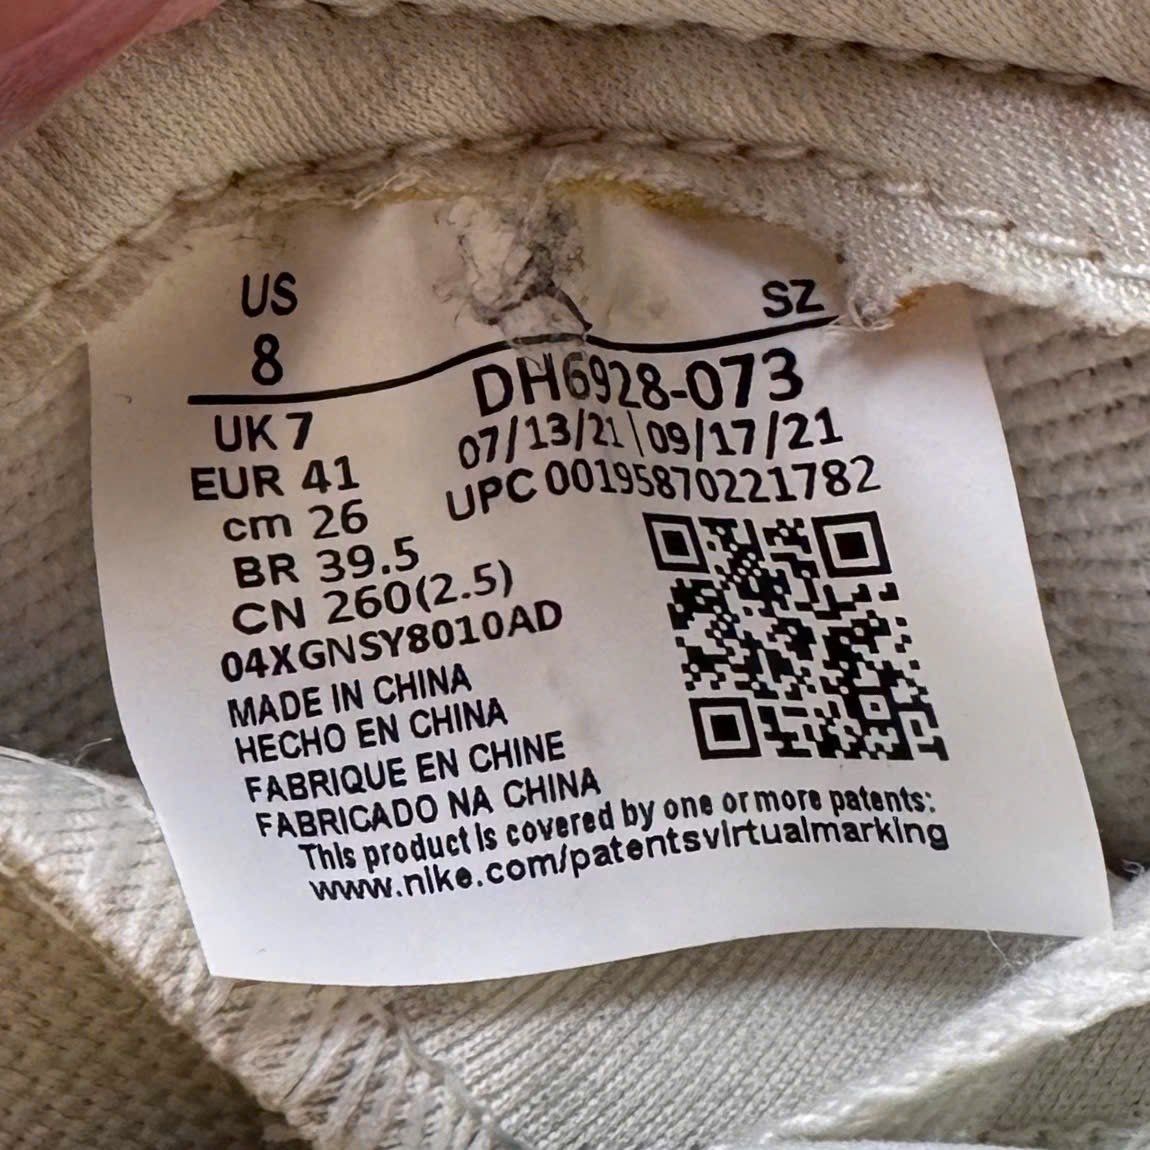 US
SZ
8
DH6928-073
UK 7
07/13/21\09/17/21
EUR 41
UPC 00195870221782
cm 26
BR 39.5
CN 260(2.5)
04XGNSY8010AD
MADE IN CHINA
HECHO EN CHINA
FABRIQUE EN CHINE
FABRICADO NA CHINA
This product is covered by one or more patents:
www.nike.com/patentsvirtualmarking